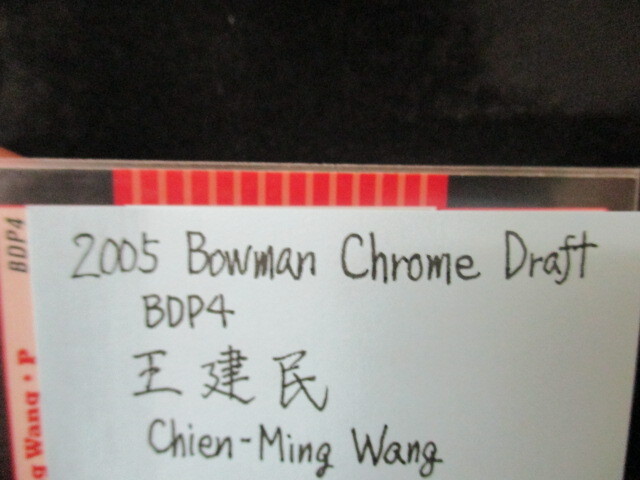 2005 Bowman Chrome Draft
BDP4
王建民
Chien-Ming Wang
BDP4
g Wang • P